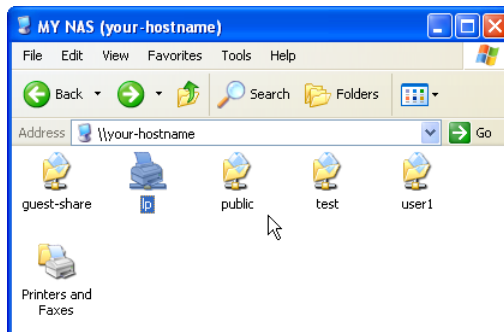 MY NAS (your-hostname)
File Edit View Favorites Tools Help
Back Search Folders
Address \\your-hostname Go
guest-share lp public test user1
Printers and
Faxes